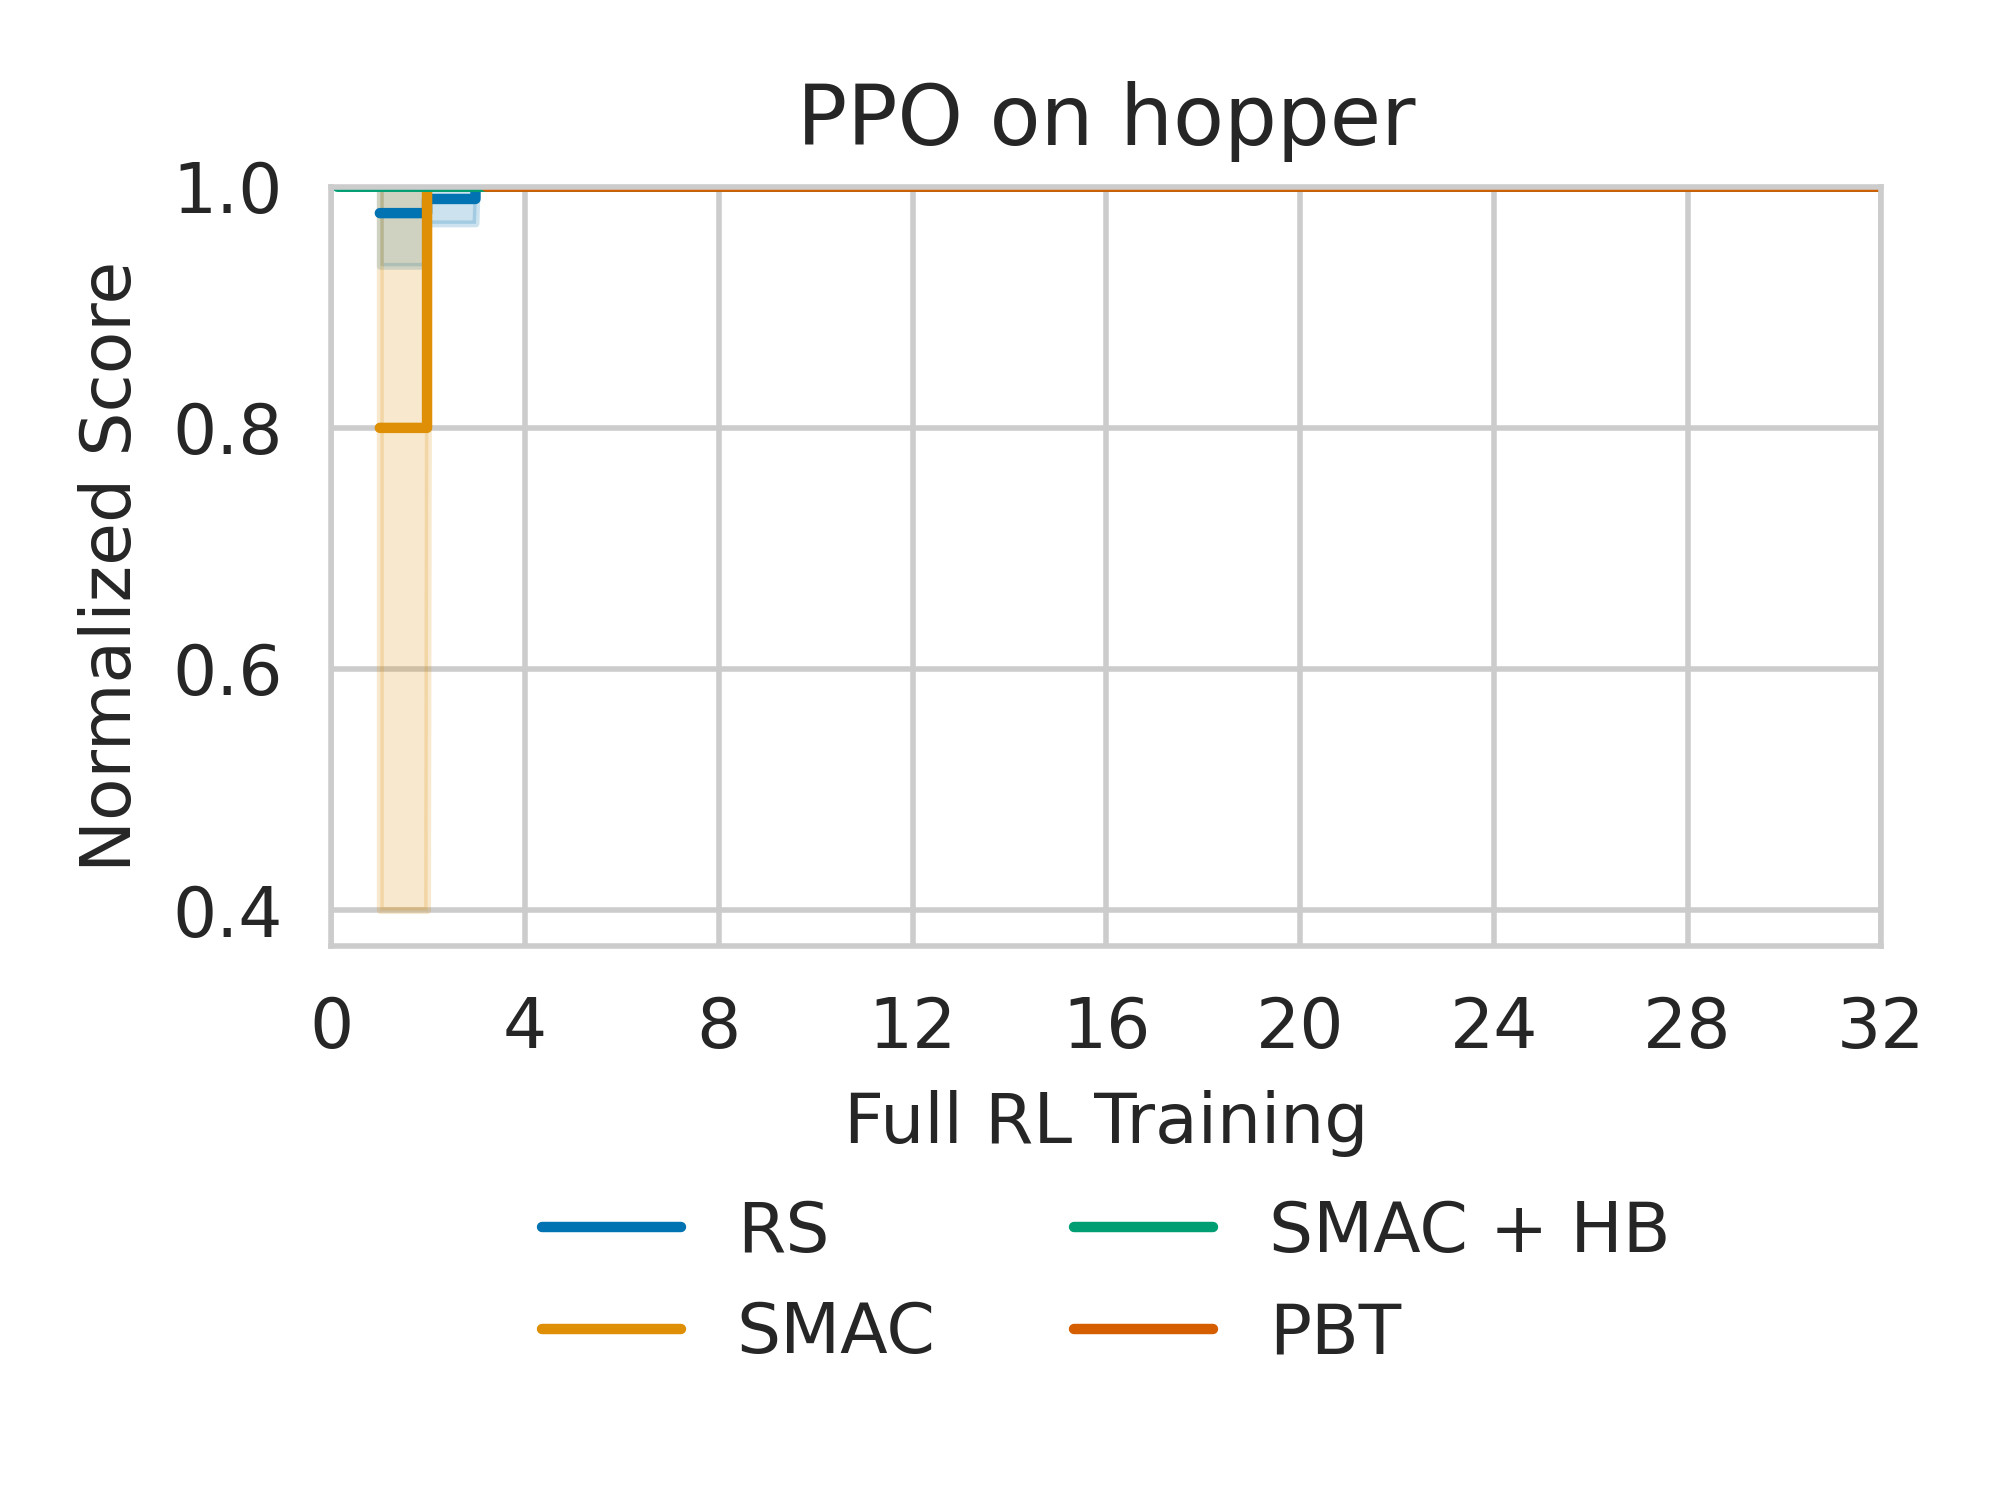 PPO on hopper
1.0
0.8
0.6
0.4
Normalized Score
0 4 8 12 16 20 24 28 32
Full RL Training
RS SMAC + HB
SMAC PBT